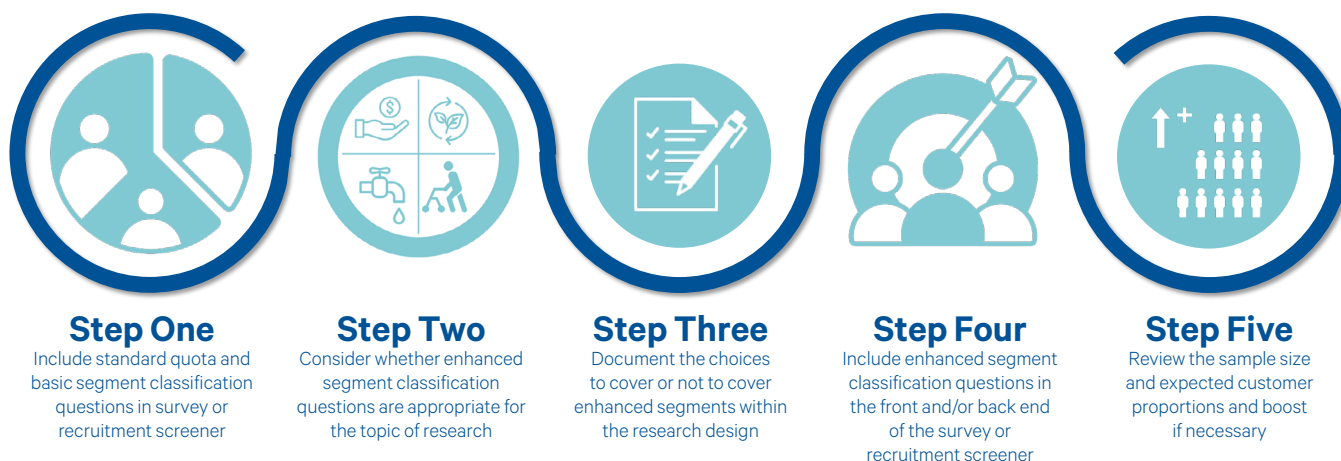 Step One
Include standard quota and
basic segment classification
questions in survey or
recruitment screener
Step Two
Consider whether enhanced
segment classification
questions are appropriate for
the topic of research
Step Three
Document the choices
to cover or not to cover
enhanced segments within
the research design
Step Four
Include enhanced segment
classification questions in
the front and/or back end
of the survey or
recruitment screener
Step Five
Review the sample size
and expected customer
proportions and boost
if necessary